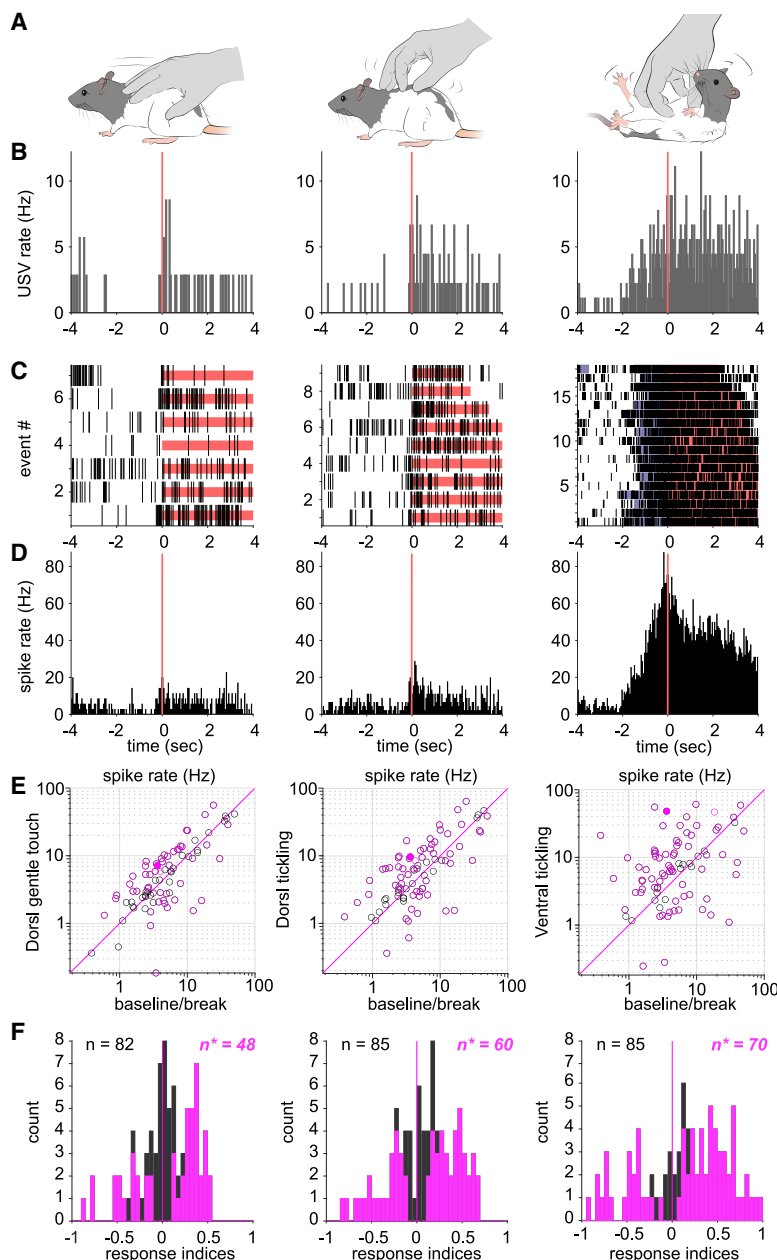 A
B
USV rate (Hz)
10
5
0
-4 -2 0 2 4
10
5
0
-4 -2 0 2 4
10
5
0
-4 -2 0 2 4
C
event #
6
4
2
-4 -2 0 2 4
8
6
4
2
-4 -2 0 2 4
15
10
5
-4 -2 0 2 4
D
spike rate (Hz)
80
60
40
20
0
-4 -2 0 2 4
time (sec)
80
60
40
20
0
-4 -2 0 2 4
time (sec)
80
60
40
20
0
-4 -2 0 2 4
time (sec)
E
spike rate (Hz)
Dorsl gentle touch
100
10
1
1 10 100
baseline/break
spike rate (Hz)
Dorsl tickling
100
10
1
1 10 100
baseline/break
spike rate (Hz)
Ventral tickling
100
10
1
1 10 100
baseline/break
F
n = 82 n* = 48
count
8
7
6
5
4
3
2
1
0
-1 -0.5 0 0.5 1
response indices
n = 85 n* = 60
count
8
7
6
5
4
3
2
1
0
-1 -0.5 0 0.5 1
response indices
n = 85 n* = 70
count
8
7
6
5
4
3
2
1
0
-1 -0.5 0 0.5 1
response indices